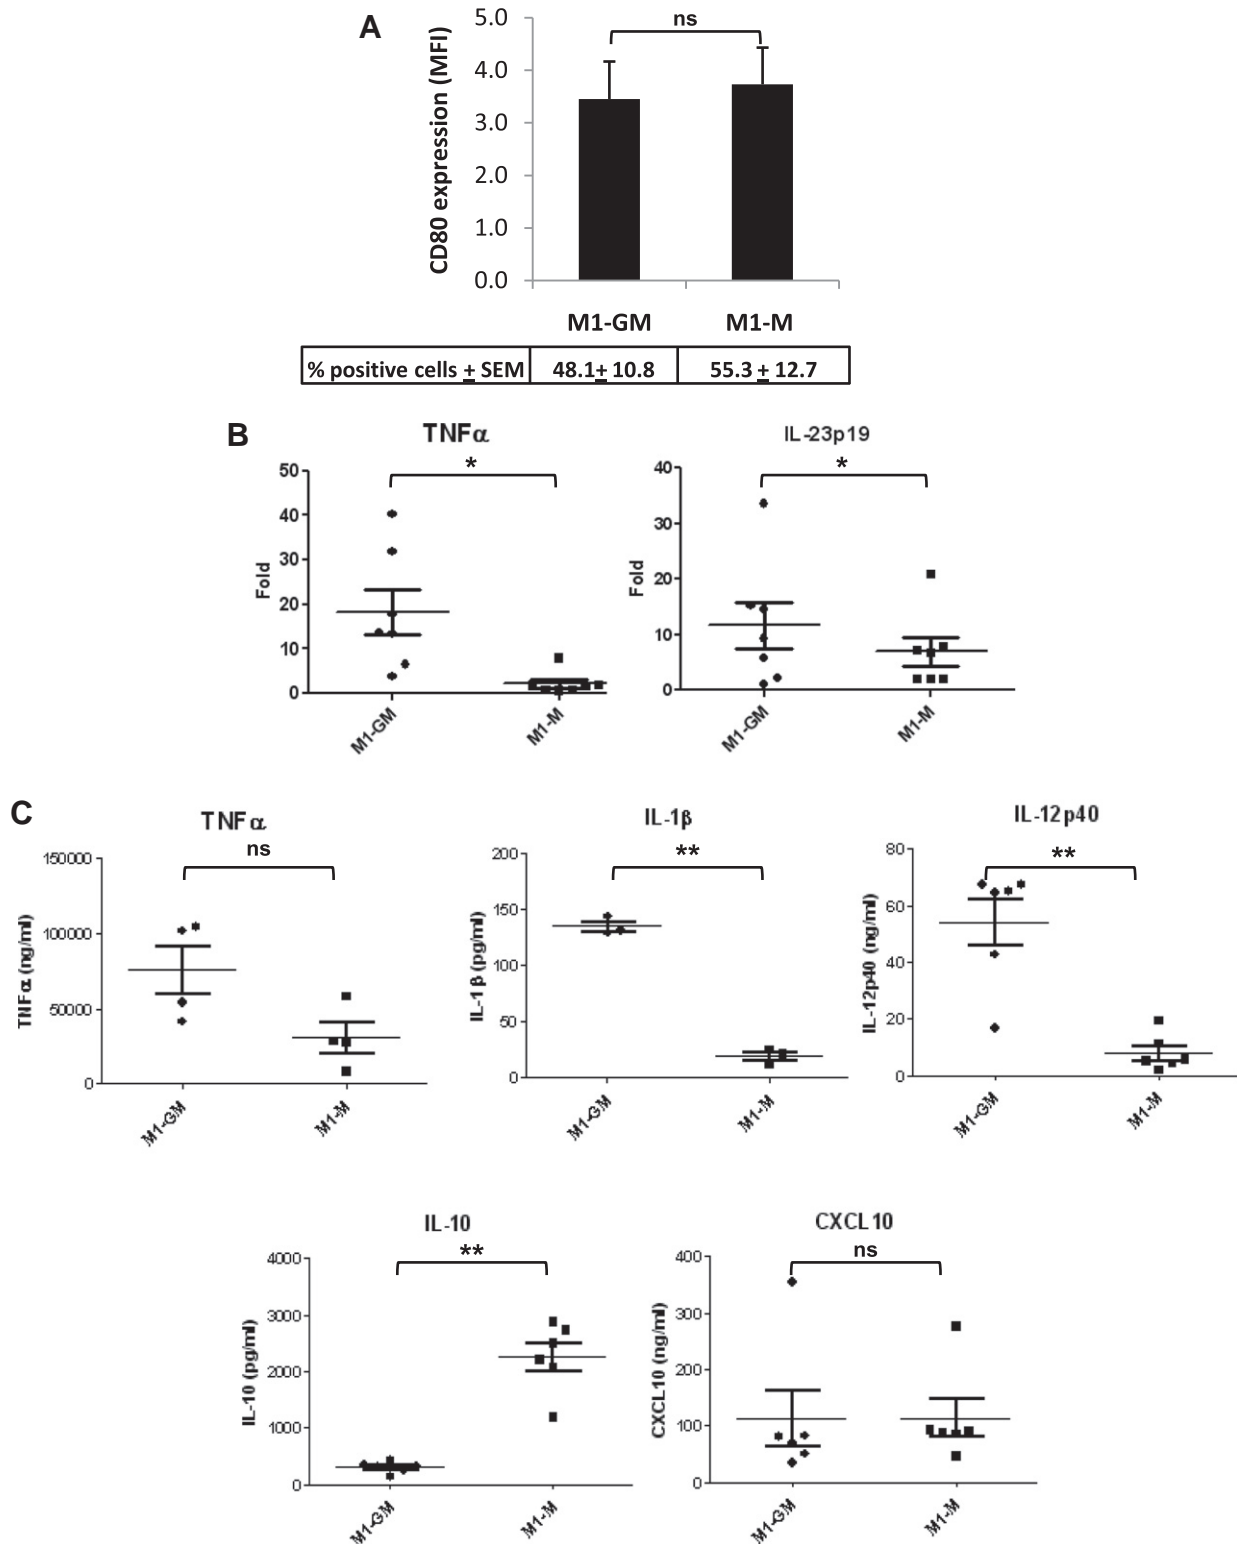 A
ns
CD80 expression (MFI)
5.0
4.0
3.0
2.0
1.0
0.0
M1-GM M1-M
% positive cells ± SEM 48.1± 10.8 55.3 ± 12.7
B
TNFα
*
Fold
50
40
30
20
10
0
M1-GM
M1-M
IL-23p19
*
Fold
40
30
20
10
0
M1-GM
M1-M
C
TNFα
ns
TNFα (ng/ml)
150000
100000
50000
0
M1-GM
M1-M
IL-1β
**
IL-1β (pg/ml)
200
150
100
50
0
M1-GM
M1-M
IL-12p40
**
IL-12p40 (ng/ml)
80
60
40
20
0
M1-GM
M1-M
IL-10
**
IL-10 (pg/ml)
4000
3000
2000
1000
0
M1-GM
M1-M
CXCL10
ns
CXCL10 (ng/ml)
400
300
200
100
0
M1-GM
M1-M